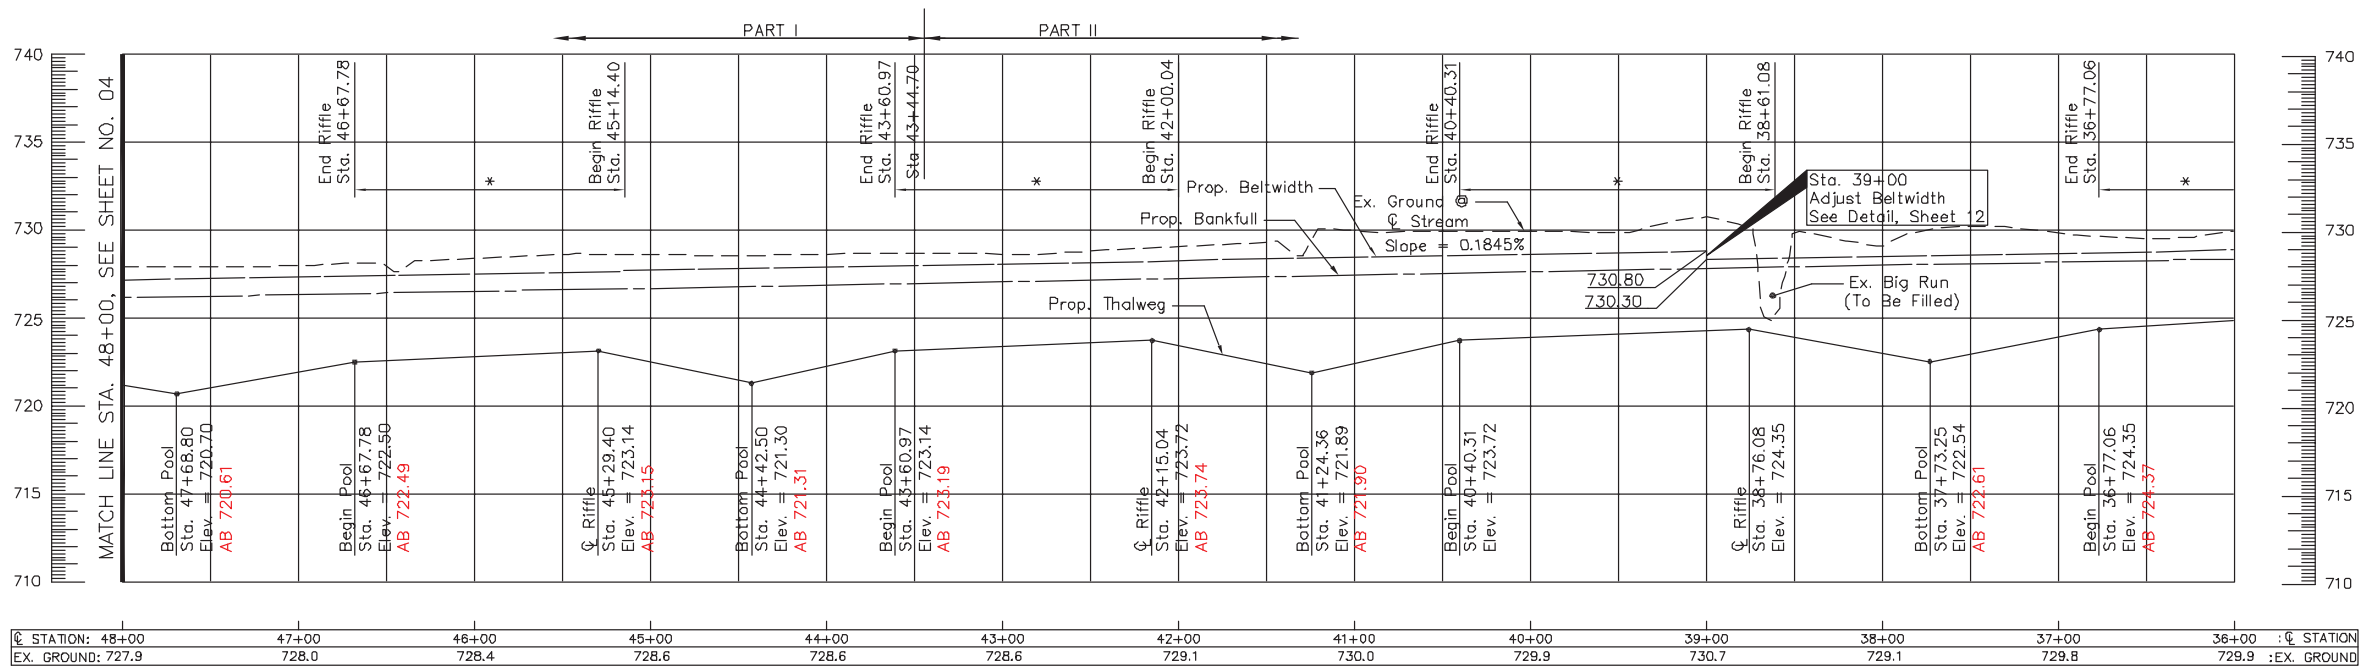 PART I
PART II
740
735
730
725
720
715
710
MATCH LINE STA. 48+00, SEE SHEET NO. 04
End Riffle
Sta. 46+67.78
Begin Riffle
Sta. 45+14.40
End Riffle
Sta. 43+60.97
Sta 43+44.70
Begin Riffle
Sta. 42+00.04
End Riffle
Sta. 40+40.31
Begin Riffle
Sta. 38+61.08
End Riffle
Sta. 36+77.06
*
*
*
*
Prop. Beltwidth
Prop. Bankfull
Ex. Ground @
℄ Stream
Slope = 0.1845%
Sta. 39+00
Adjust Beltwidth
See Detail, Sheet 12
730.80
730.30
Ex. Big Run
(To Be Filled)
Prop. Thalweg
Bottom Pool
Sta. 47+68.80
Elev. = 720.70
AB 720.61
Begin Pool
Sta. 46+67.78
Elev. = 722.50
AB 722.49
℄ Riffle
Sta. 45+29.40
Elev. = 723.14
AB 723.15
Bottom Pool
Sta. 44+42.50
Elev. = 721.30
AB 721.31
Begin Pool
Sta. 43+60.97
Elev. = 723.14
AB 723.19
℄ Riffle
Sta. 42+15.04
Elev. = 723.72
AB 723.74
Bottom Pool
Sta. 41+24.36
Elev. = 721.89
AB 721.90
Begin Pool
Sta. 40+40.31
Elev. = 723.72
℄ Riffle
Sta. 38+76.08
Elev. = 724.35
Bottom Pool
Sta. 37+73.25
Elev. = 722.54
AB 722.61
Begin Pool
Sta. 36+77.06
Elev. = 724.35
AB 724.37
740
735
730
725
720
715
710
℄ STATION: 48+00 47+00 46+00 45+00 44+00 43+00 42+00 41+00 40+00 39+00 38+00 37+00 36+00 :℄ STATION
EX. GROUND: 727.9 728.0 728.4 728.6 728.6 728.6 729.1 730.0 729.9 730.7 729.1 729.8 729.9 :EX. GROUND